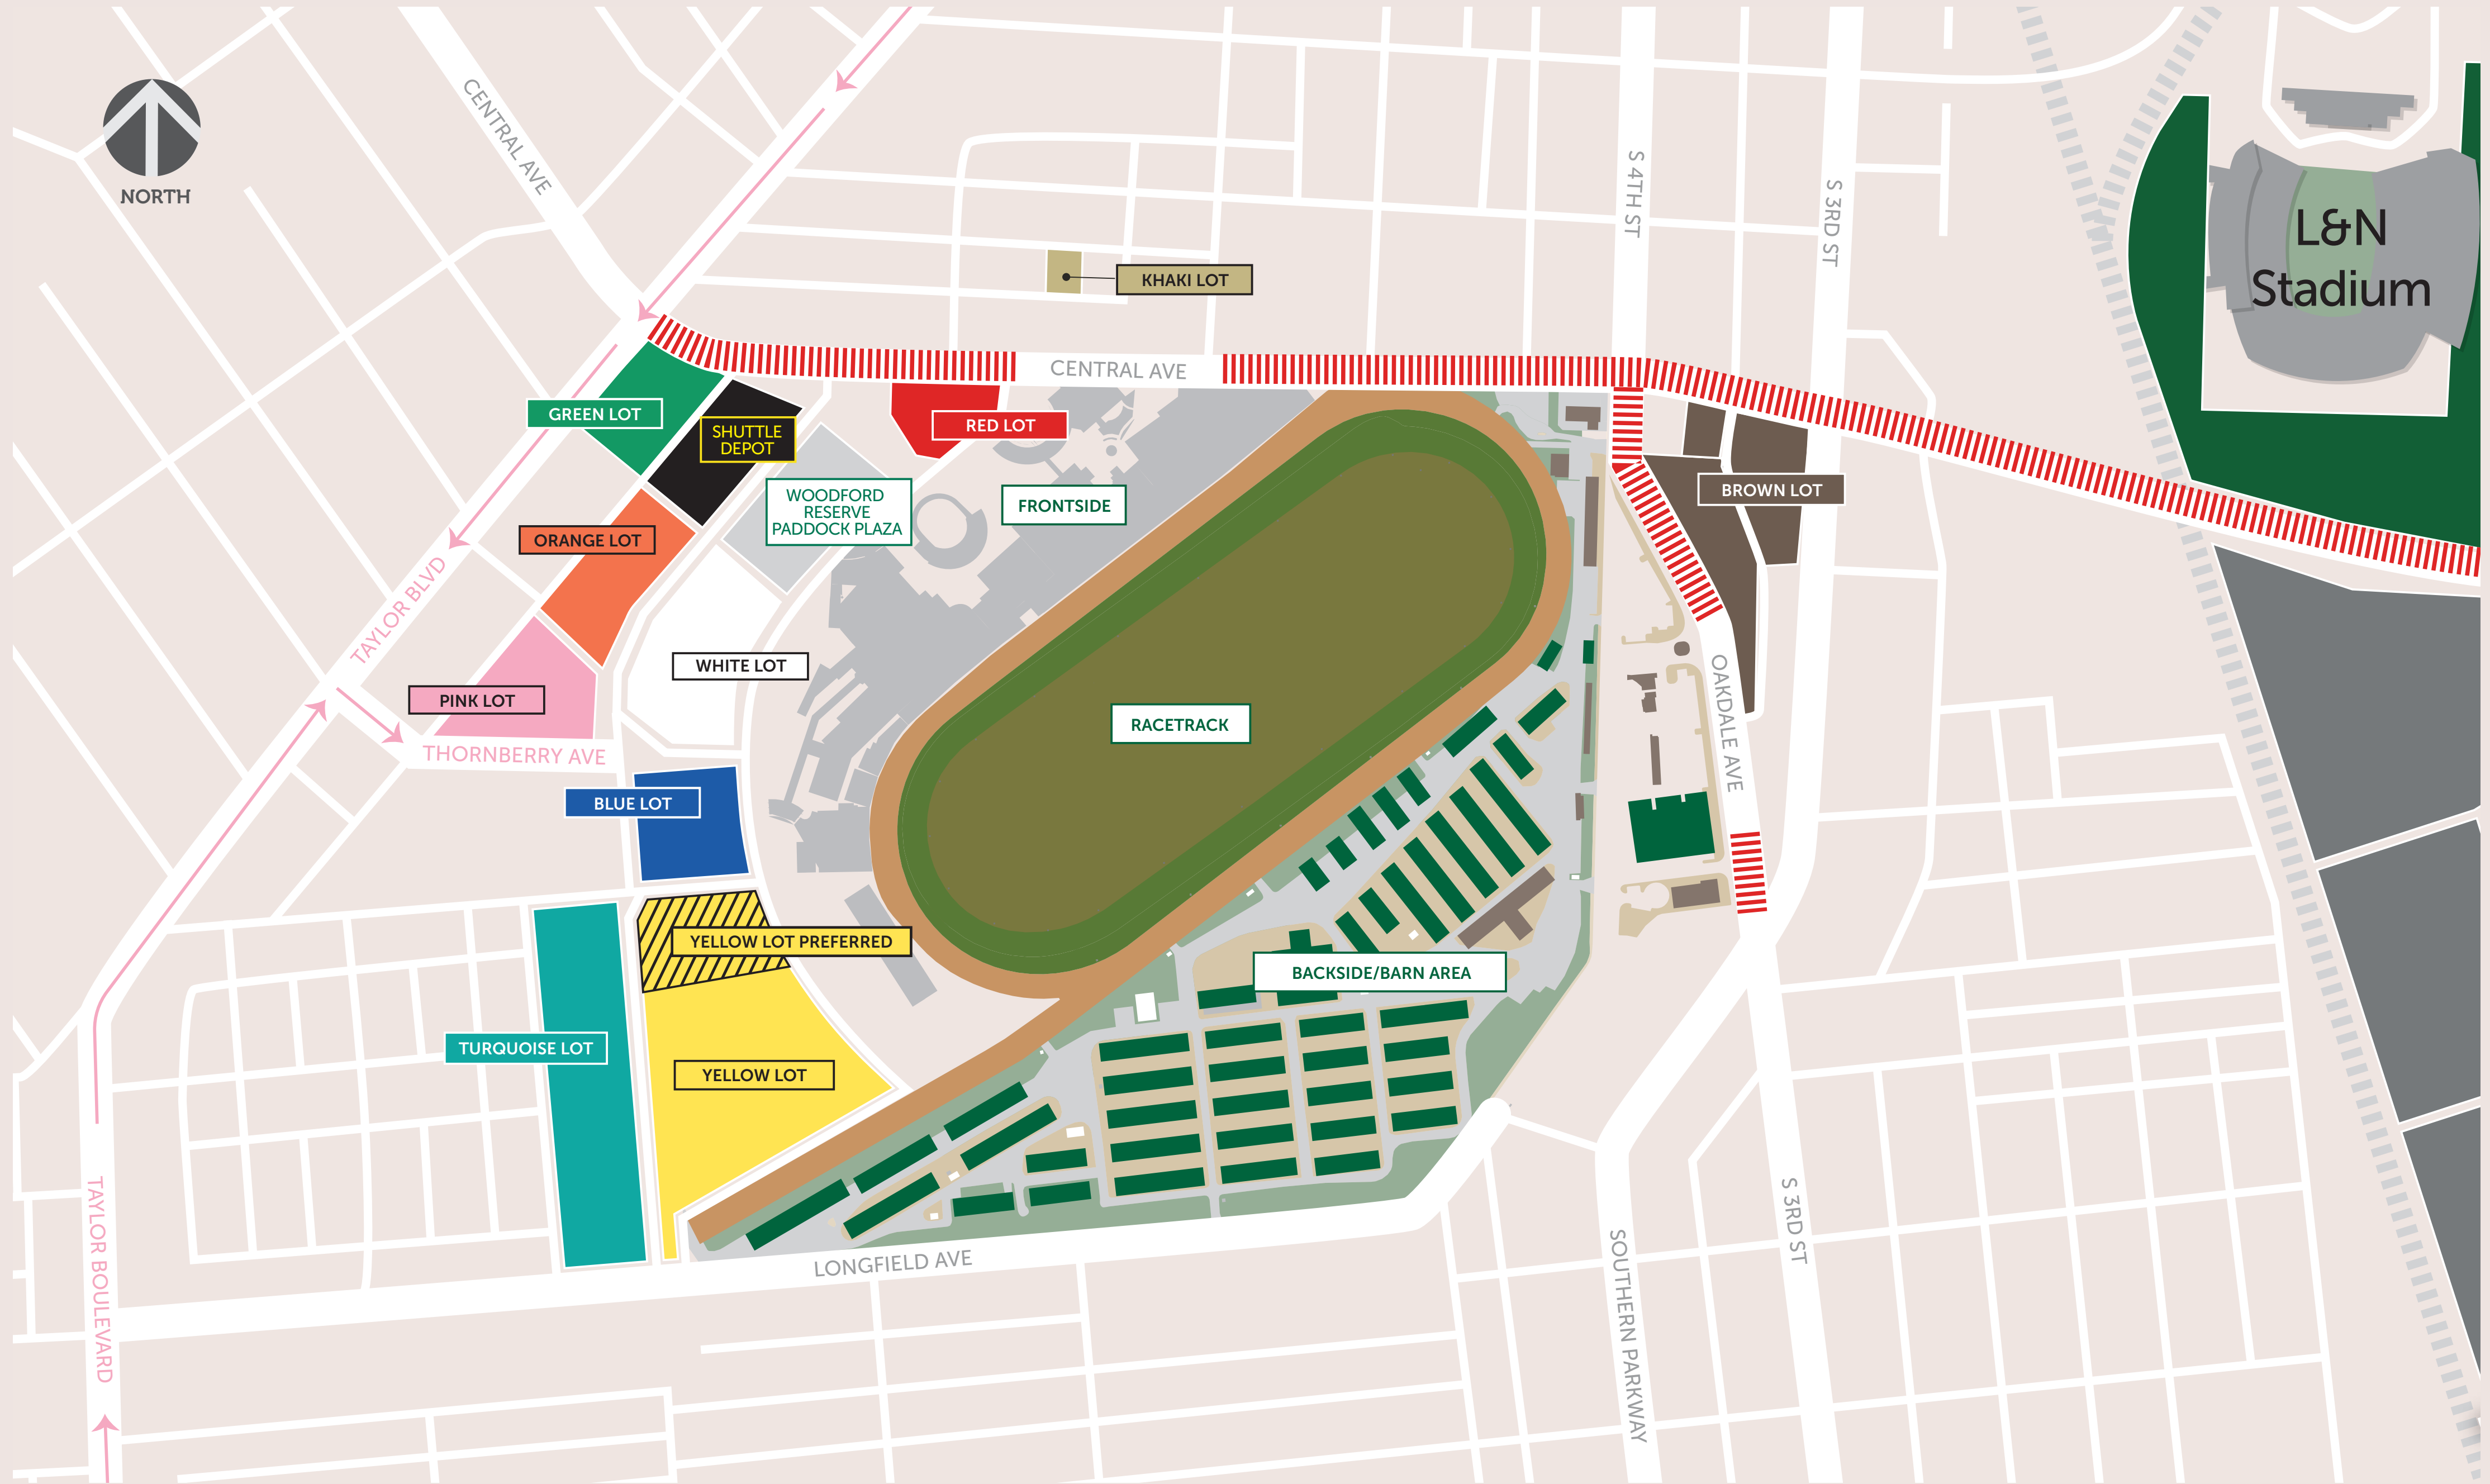 CENTRAL AVE
NORTH
S 4TH ST
S 3RD ST
L&N
Stadium
KHAKI LOT
CENTRAL AVE
GREEN LOT
SHUTTLE
DEPOT
RED LOT
WOODFORD
RESERVE
PADDOCK PLAZA
FRONTSIDE
BROWN LOT
ORANGE LOT
TAYLOR BLVD
WHITE LOT
PINK LOT
RACETRACK
OAKDALE AVE
THORNBERRY AVE
BLUE LOT
YELLOW LOT PREFERRED
BACKSIDE/BARN AREA
TURQUOISE LOT
YELLOW LOT
TAYLOR BOULEVARD
LONGFIELD AVE
SOUTHERN PARKWAY
S 3RD ST